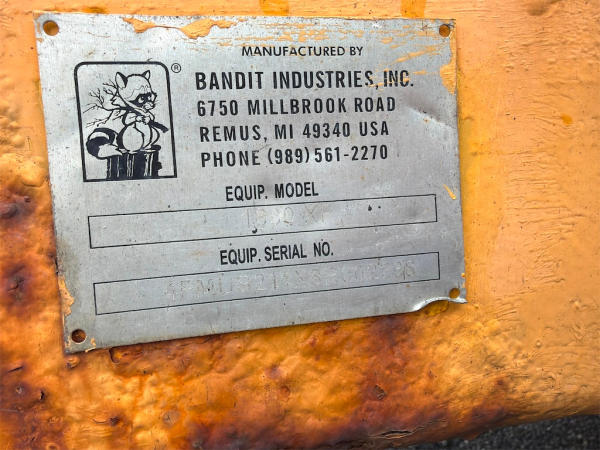 MANUFACTURED BY
®
BANDIT INDUSTRIES, INC.
6750 MILLBROOK ROAD
REMUS, MI 49340 USA
PHONE (989) 561-2270
EQUIP. MODEL
EQUIP. SERIAL NO.